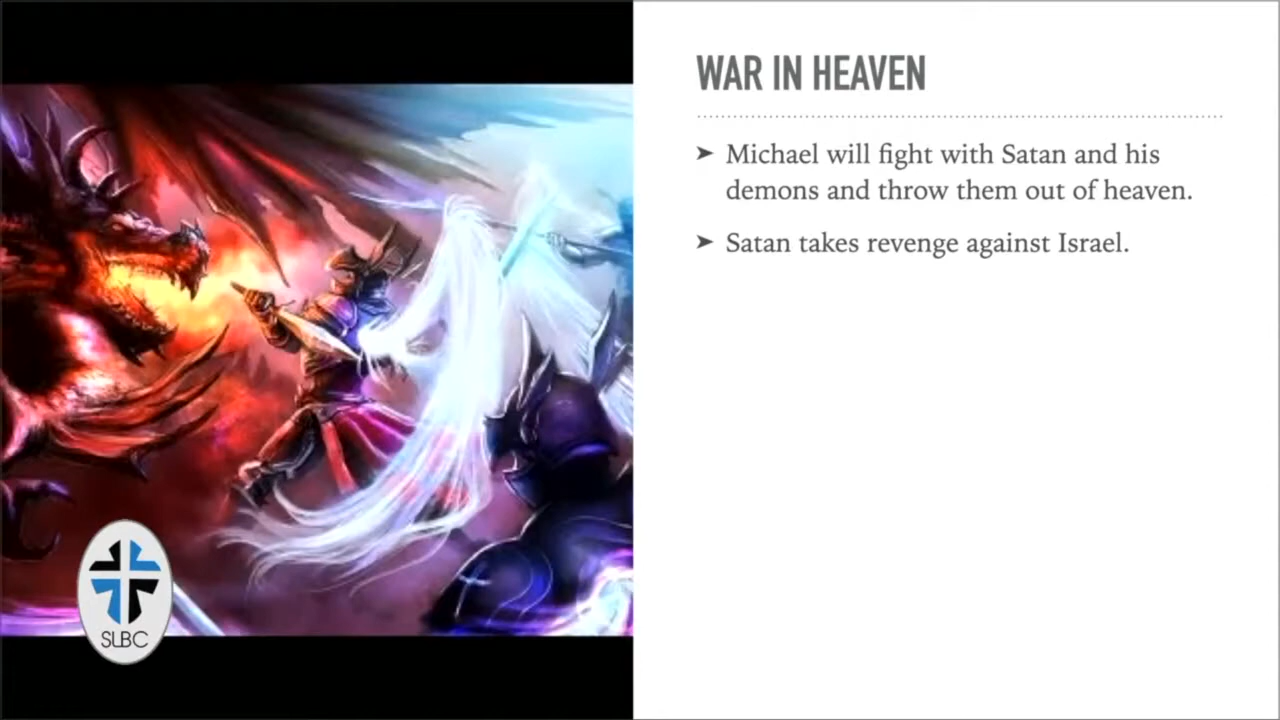 WAR IN HEAVEN
➤ Michael will fight with Satan and his
demons and throw them out of heaven.
➤ Satan takes revenge against Israel.
SLBC